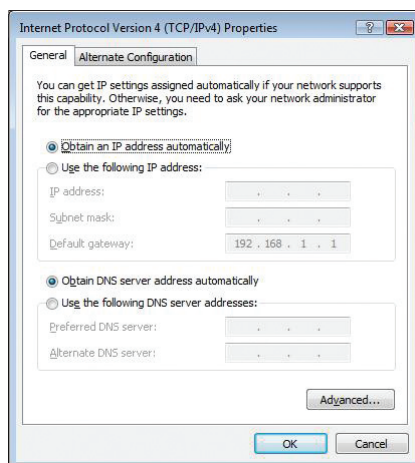 Internet Protocol Version 4 (TCP/IPv4) Properties
General
Alternate Configuration
You can get IP settings assigned automatically if your network supports
this capability. Otherwise, you need to ask your network administrator
for the appropriate IP settings.
Obtain an IP address automatically
Use the following IP address:
IP address:
Subnet mask:
Default gateway: 192 . 168 . 1 . 1
Obtain DNS server address automatically
Use the following DNS server addresses:
Preferred DNS server:
Alternate DNS server:
Advanced...
OK
Cancel